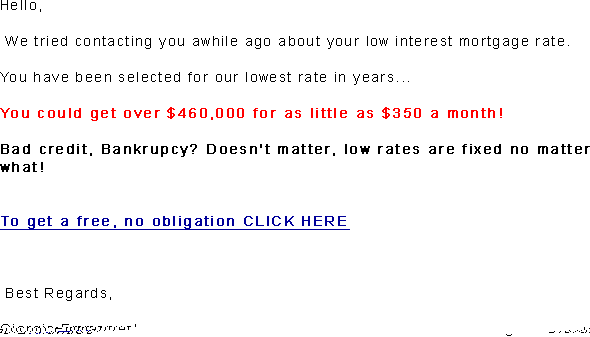 Hello,
We tried contacting you awhile ago about your low interest mortgage rate.
You have been selected for our lowest rate in years...
You could get over $460,000 for as little as $350 a month!
Bad credit, Bankrupcy? Doesn't matter, low rates are fixed no matter
what!
To get a free, no obligation CLICK HERE
Best Regards,